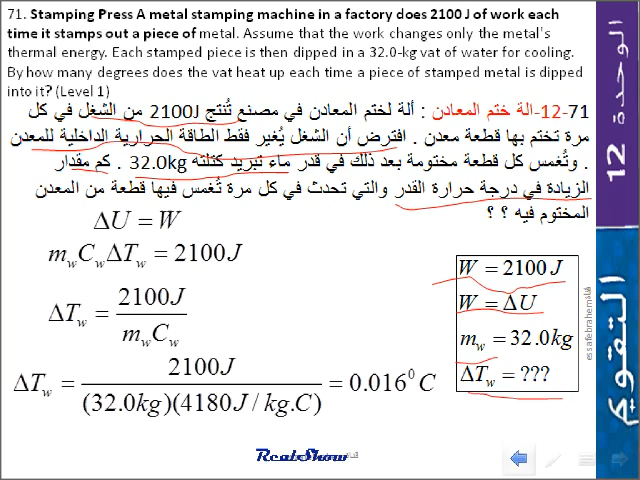 71. Stamping Press A metal stamping machine in a factory does 2100 J of work each
time it stamps out a piece of metal. Assume that the work changes only the metal's
thermal energy. Each stamped piece is then dipped in a 32.0-kg vat of water for cooling.
By how many degrees does the vat heat up each time a piece of stamped metal is dipped
into it? (Level 1)
12-71-الة ختم المعادن : ألة لختم المعادن في مصنع تُنتج 2100J من الشغل في كل
مرة تختم بها قطعة معدن . افترض أن الشغل يُغير فقط الطاقة الحرارية الداخلية للمعدن
. وتُغمس كل قطعة مختومة بعد ذلك في قدر ماء تبريد كتلته 32.0kg . كم مقدار
الزيادة في درجة حرارة القدر والتي تحدث في كل مرة تُغمس فيها قطعة من المعدن
المختوم فيه ؟ ؟
ΔU = W
m_w C_w ΔT_w = 2100J
ΔT_w = 2100J / m_w C_w
ΔT_w = 2100J / (32.0kg)(4180J / kg.C) = 0.016⁰ C
W = 2100J
W = ΔU
m_w = 32.0kg
ΔT_w = ???
الوحدة 12
التقويم